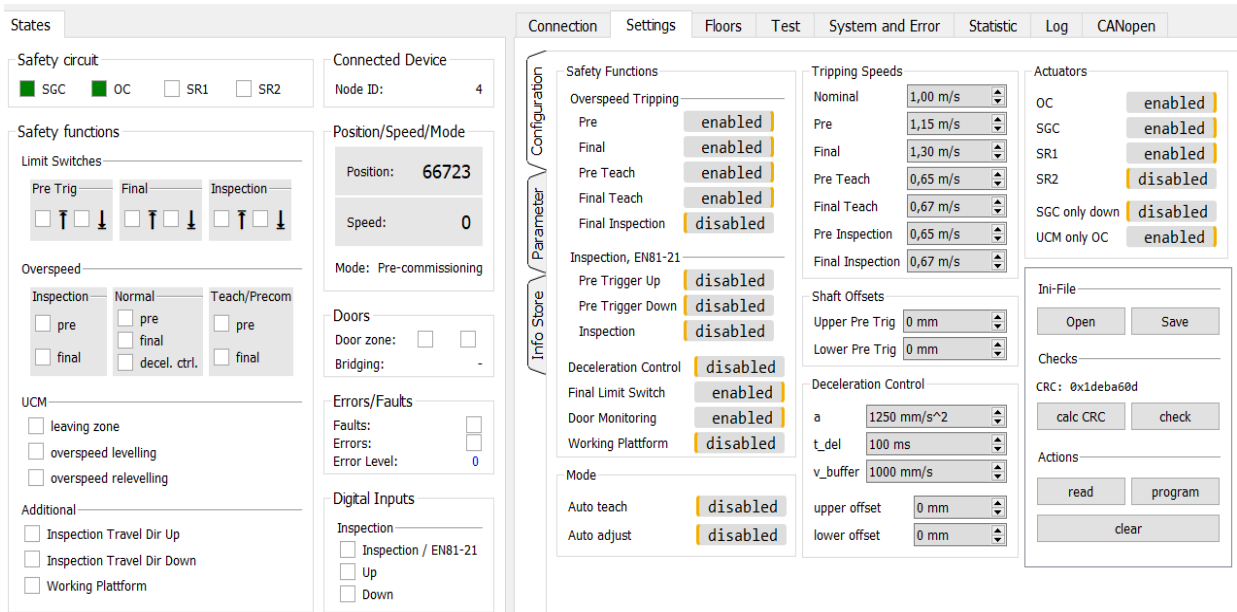 States
Safety circuit
SGC OC SR1 SR2
Safety functions
Limit Switches
Pre Trig Final Inspection
Overspeed
Inspection Normal Teach/Precom
pre pre pre
final final final
decel. ctrl.
UCM
leaving zone
overspeed levelling
overspeed relevelling
Additional
Inspection Travel Dir Up
Inspection Travel Dir Down
Working Plattform
Connected Device
Node ID: 4
Position/Speed/Mode
Position: 66723
Speed: 0
Mode: Pre-commissioning
Doors
Door zone:
Bridging: -
Errors/Faults
Faults:
Errors:
Error Level: 0
Digital Inputs
Inspection
Inspection / EN81-21
Up
Down
Connection Settings Floors Test System and Error Statistic Log CANopen
Configuration
Parameter
Info Store
Safety Functions
Overspeed Tripping
Pre enabled
Final enabled
Pre Teach enabled
Final Teach enabled
Final Inspection disabled
Inspection, EN81-21
Pre Trigger Up disabled
Pre Trigger Down disabled
Inspection disabled
Deceleration Control disabled
Final Limit Switch enabled
Door Monitoring enabled
Working Plattform disabled
Mode
Auto teach disabled
Auto adjust disabled
Tripping Speeds
Nominal 1,00 m/s
Pre 1,15 m/s
Final 1,30 m/s
Pre Teach 0,65 m/s
Final Teach 0,67 m/s
Pre Inspection 0,65 m/s
Final Inspection 0,67 m/s
Shaft Offsets
Upper Pre Trig 0 mm
Lower Pre Trig 0 mm
Deceleration Control
a 1250 mm/s^2
t_del 100 ms
v_buffer 1000 mm/s
upper offset 0 mm
lower offset 0 mm
Actuators
OC enabled
SGC enabled
SR1 enabled
SR2 disabled
SGC only down disabled
UCM only OC enabled
Ini-File
Open Save
Checks
CRC: 0x1deba60d
calc CRC check
Actions
read program
clear